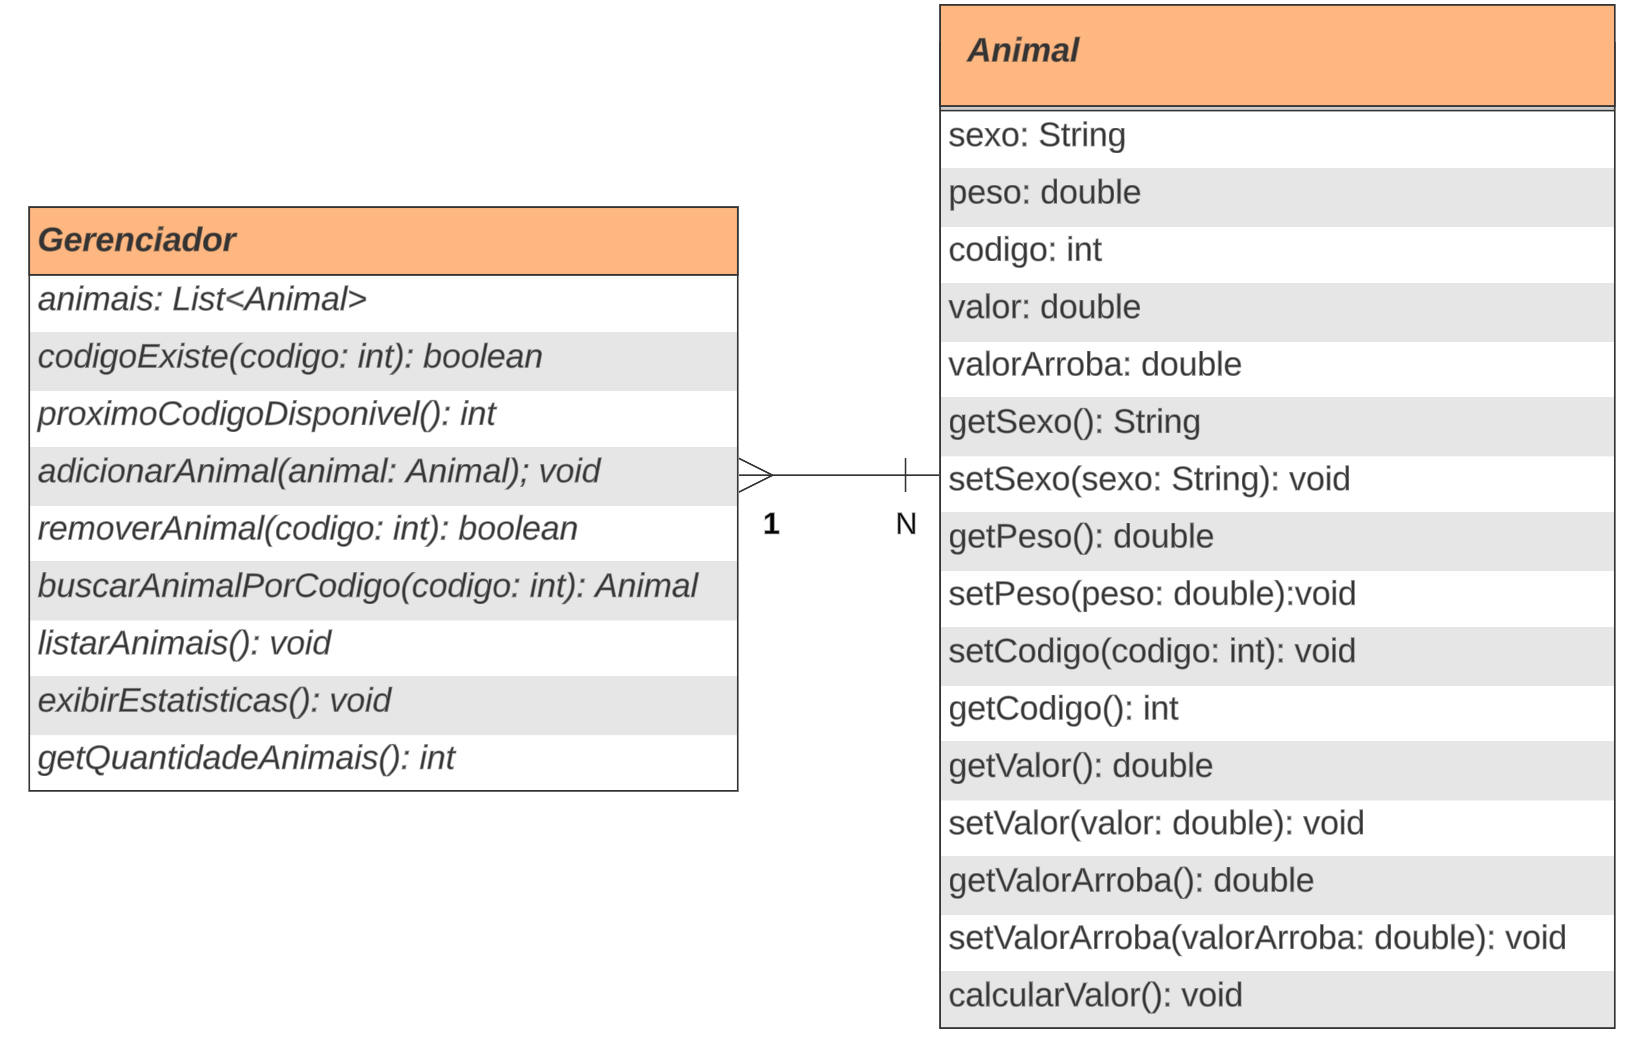 Gerenciador
animais: List<Animal>
codigoExiste(codigo: int): boolean
proximoCodigoDisponivel(): int
adicionarAnimal(animal: Animal); void
removerAnimal(codigo: int): boolean
buscarAnimalPorCodigo(codigo: int): Animal
listarAnimais(): void
exibirEstatisticas(): void
getQuantidadeAnimais(): int
1
N
Animal
sexo: String
peso: double
codigo: int
valor: double
valorArroba: double
getSexo(): String
setSexo(sexo: String): void
getPeso(): double
setPeso(peso: double):void
setCodigo(codigo: int): void
getCodigo(): int
getValor(): double
setValor(valor: double): void
getValorArroba(): double
setValorArroba(valorArroba: double): void
calcularValor(): void